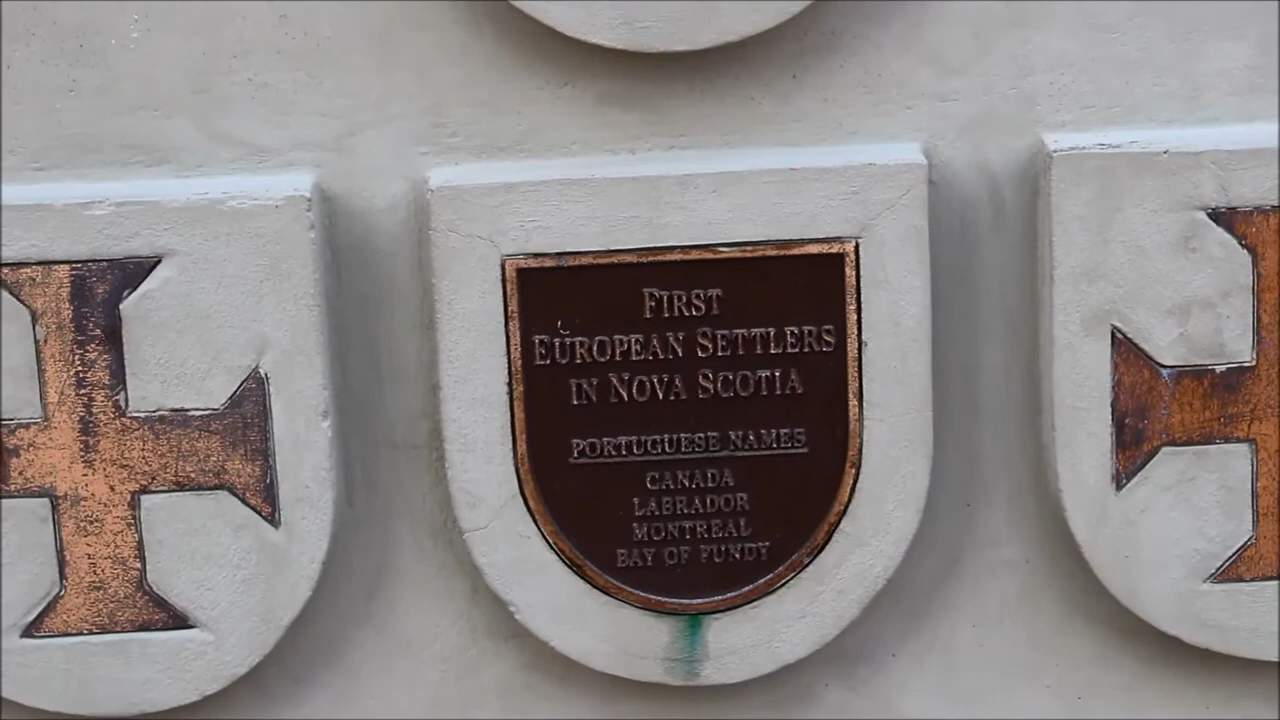 FIRST
EUROPEAN SETTLERS
IN NOVA SCOTIA
PORTUGUESE NAMES
CANADA
LABRADOR
MONTREAL
BAY OF FUNDY